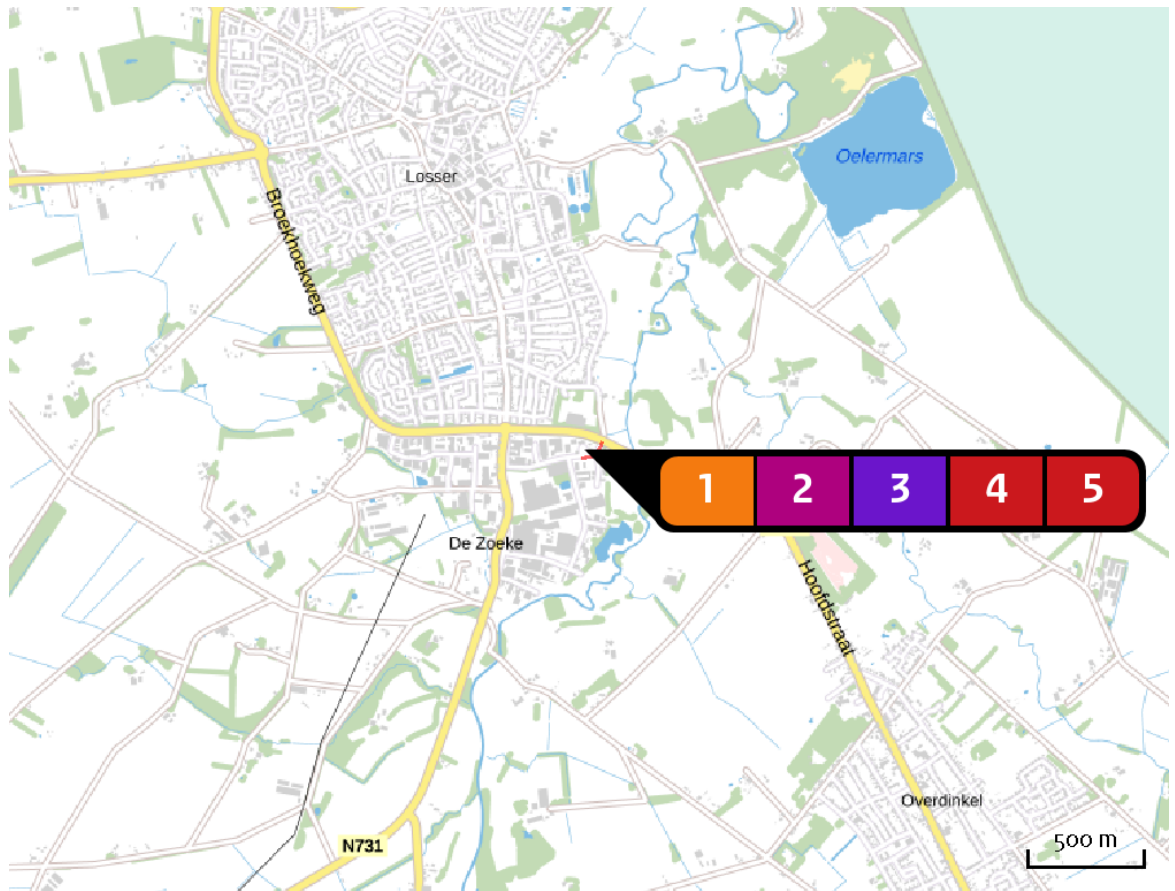 Oelermars
Losser
Broekhoekweg
1 2 3 4 5
De Zoeke
Hoofdstraat
Overdinkel
N731
500 m